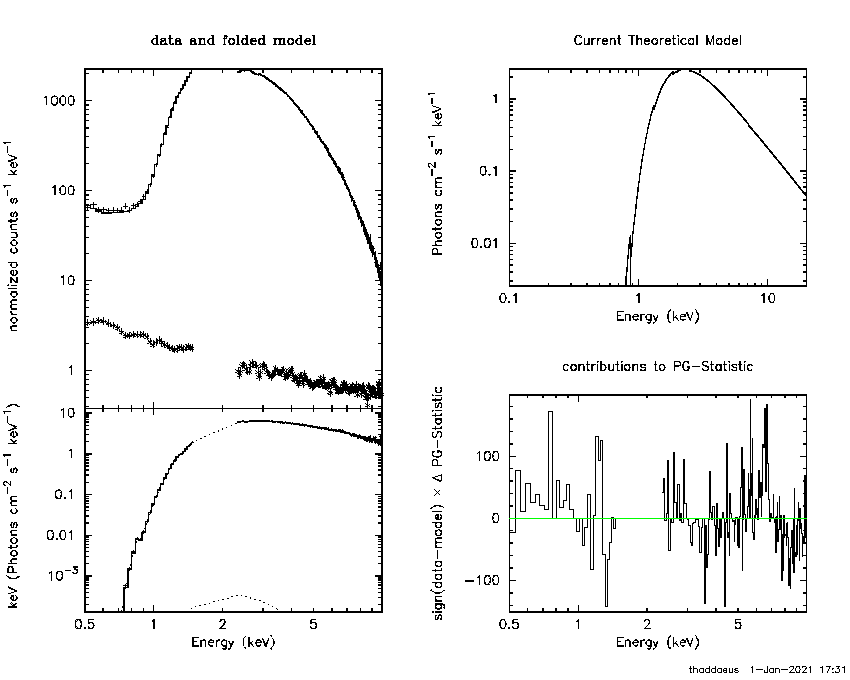 data and folded model
normalized counts s⁻¹ keV⁻¹
1000
100
10
1
keV (Photons cm⁻² s⁻¹ keV⁻¹)
10
1
0.1
0.01
10⁻³
0.5 1 2 5
Energy (keV)
Current Theoretical Model
Photons cm⁻² s⁻¹ keV⁻¹
1
0.1
0.01
0.1 1 10
Energy (keV)
contributions to PG-Statistic
sign(data-model) × Δ PG-Statistic
100
0
-100
0.5 1 2 5
Energy (keV)
thaddaeus 1-Jan-2021 17:31